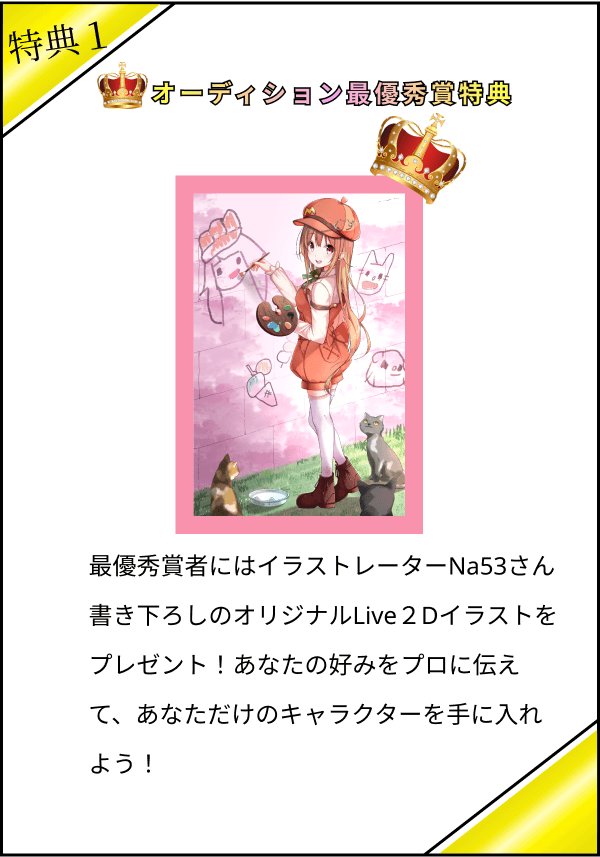 特典１
オーディション最優秀賞特典
最優秀賞者にはイラストレーターNa53さん
書き下ろしのオリジナルLive２Dイラストを
プレゼント！あなたの好みをプロに伝え
て、あなただけのキャラクターを手に入れ
よう！